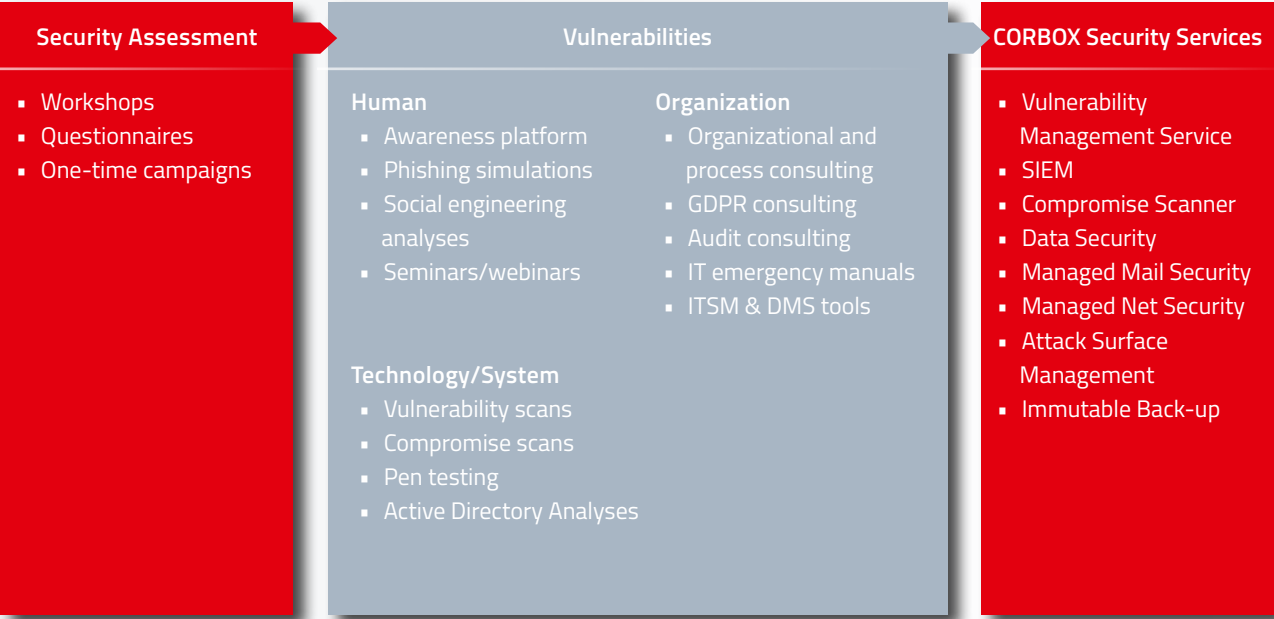 Security Assessment
▪ Workshops
▪ Questionnaires
▪ One-time campaigns
Vulnerabilities
Human
▪ Awareness platform
▪ Phishing simulations
▪ Social engineering
analyses
▪ Seminars/webinars
Organization
▪ Organizational and
process consulting
▪ GDPR consulting
▪ Audit consulting
▪ IT emergency manuals
▪ ITSM & DMS tools
Technology/System
▪ Vulnerability scans
▪ Compromise scans
▪ Pen testing
▪ Active Directory Analyses
CORBOX Security Services
▪ Vulnerability
Management Service
▪ SIEM
▪ Compromise Scanner
▪ Data Security
▪ Managed Mail Security
▪ Managed Net Security
▪ Attack Surface
Management
▪ Immutable Back-up